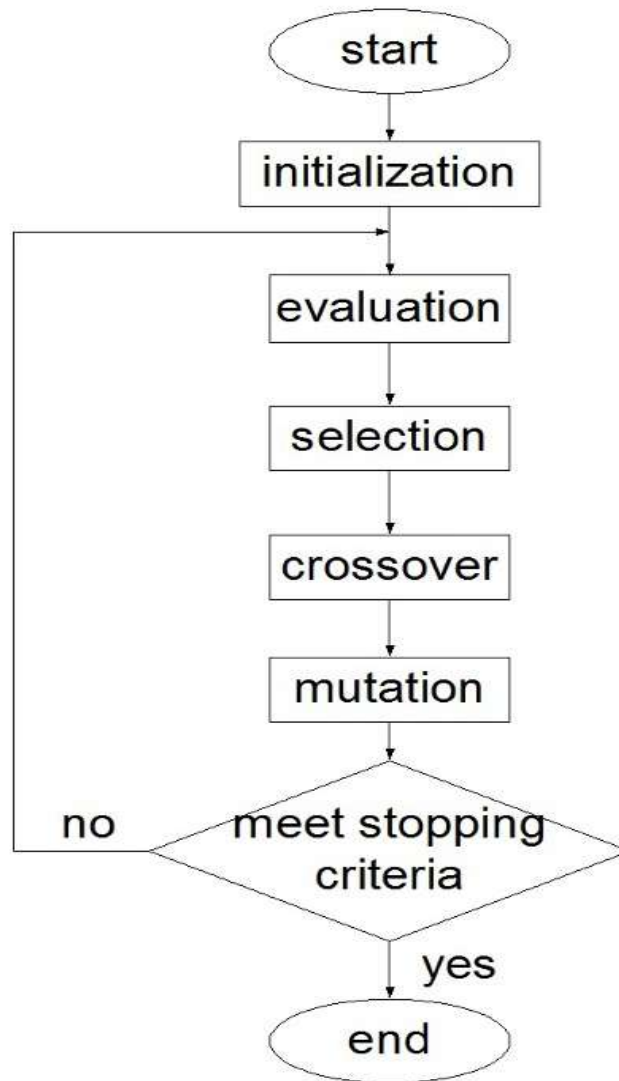 start
initialization
evaluation
selection
crossover
mutation
no
meet stopping
criteria
yes
end